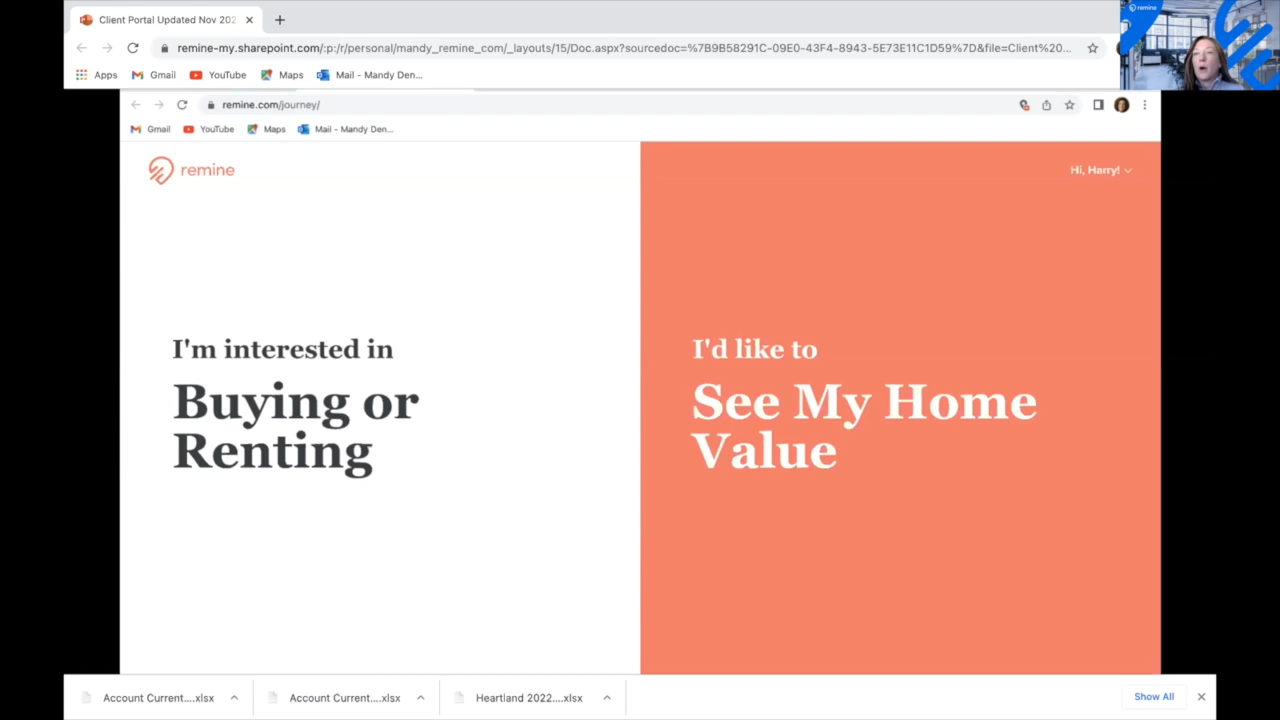 Client Portal Updated Nov 202
remine
remine-my.sharepoint.com/:p:/r/personal/mandy_remine_com/_layouts/15/Doc.aspx?sourcedoc=%7B9B58291C-09E0-43F4-8943-5E73E11C1D59%7D&file=Client%20...
Apps Gmail YouTube Maps Mail - Mandy Den...
remine.com/journey/
Gmail YouTube Maps Mail - Mandy Den...
remine
Hi, Harry!
I'm interested in
Buying or
Renting
I'd like to
See My Home
Value
Account Current....xlsx Account Current....xlsx Heartland 2022....xlsx Show All